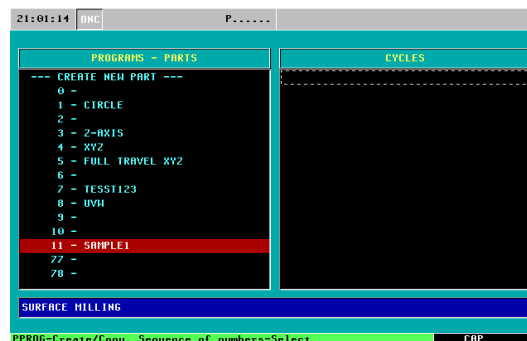 21:01:14 DNC P......
PROGRAMS - PARTS
CYCLES
--- CREATE NEW PART ---
0 -
1 - CIRCLE
2 -
3 - Z-AXIS
4 - XYZ
5 - FULL TRAVEL XYZ
6 -
7 - TESST123
8 - UVW
9 -
10 -
11 - SAMPLE1
77 -
78 -
SURFACE MILLING
PPROG=Create/Copy, Sequence of numbers=Select CAP